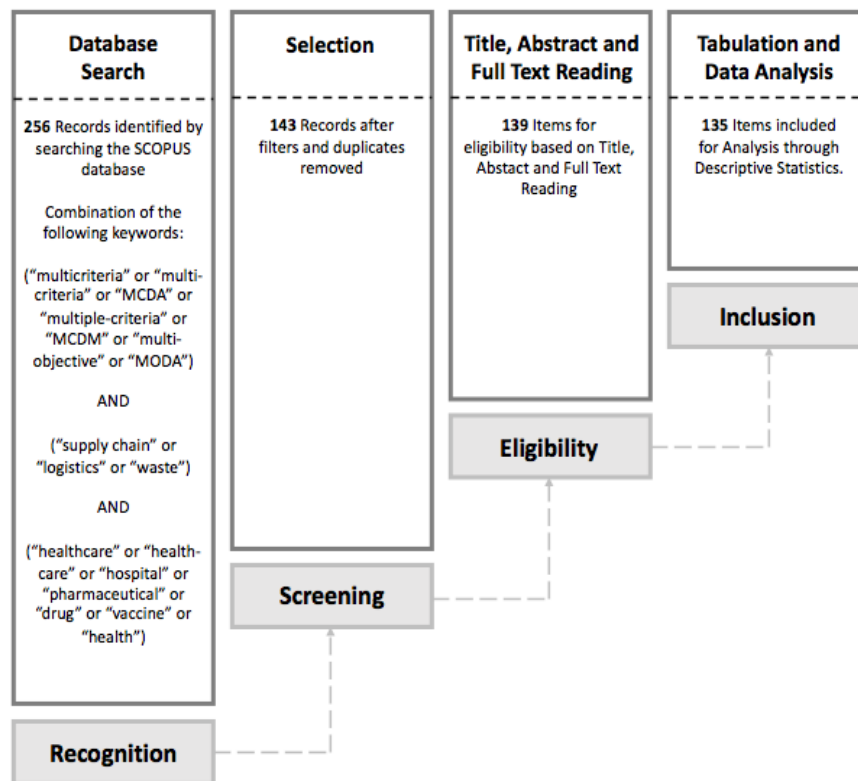 Database
Search
256 Records identified by
searching the SCOPUS
database
Combination of the
following keywords:
(“multicriteria” or “multi-
criteria” or “MCDA” or
“multiple-criteria” or
“MCDM” or “multi-
objective” or “MODA”)
AND
(“supply chain” or
“logistics” or “waste”)
AND
(“healthcare” or “health-
care” or “hospital” or
“pharmaceutical” or
“drug” or “vaccine” or
“health”)
Recognition
Selection
143 Records after
filters and duplicates
removed
Screening
Title, Abstract and
Full Text Reading
139 Items for
eligibility based on Title,
Abstact and Full Text
Reading
Eligibility
Tabulation and
Data Analysis
135 Items included
for Analysis through
Descriptive Statistics.
Inclusion